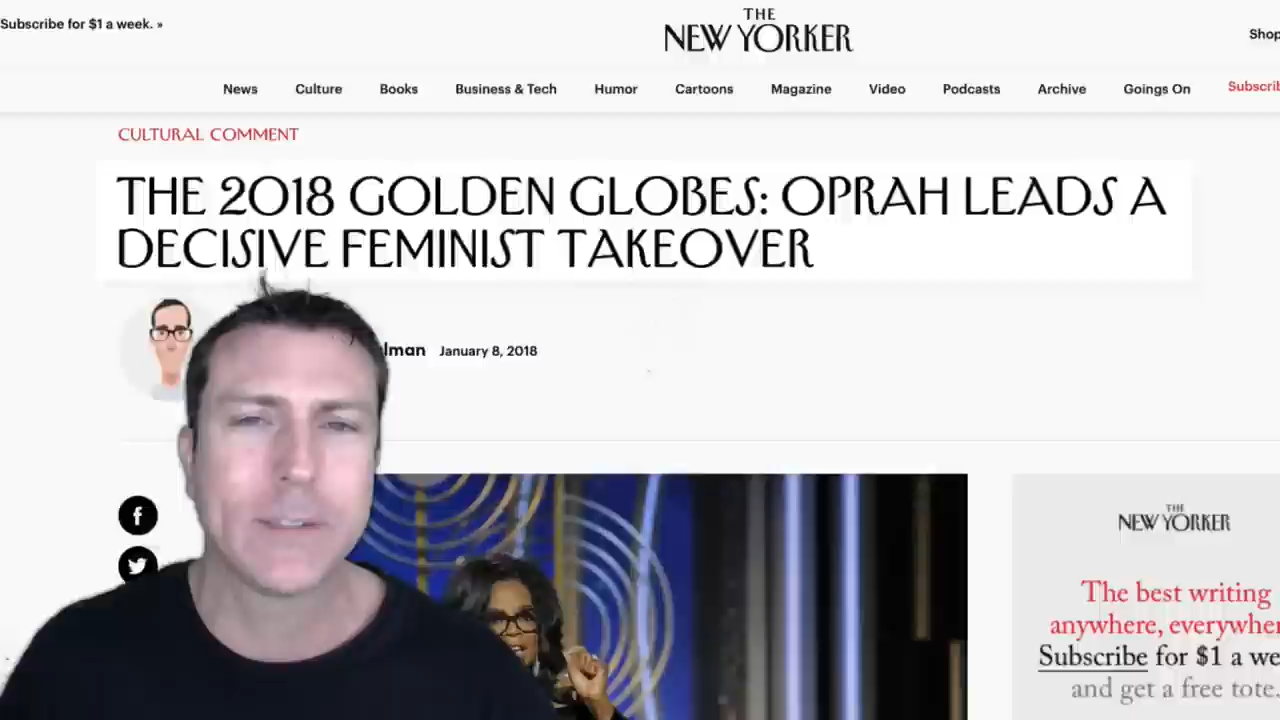 Subscribe for $1 a week. »
THE
NEW YORKER
Shop
News Culture Books Business & Tech Humor Cartoons Magazine Video Podcasts Archive Goings On Subscrib
CULTURAL COMMENT
THE 2018 GOLDEN GLOBES: OPRAH LEADS A
DECISIVE FEMINIST TAKEOVER
lman January 8, 2018
f
THE
NEW YORKER
The best writing
anywhere, everywher
Subscribe for $1 a we
and get a free tote.